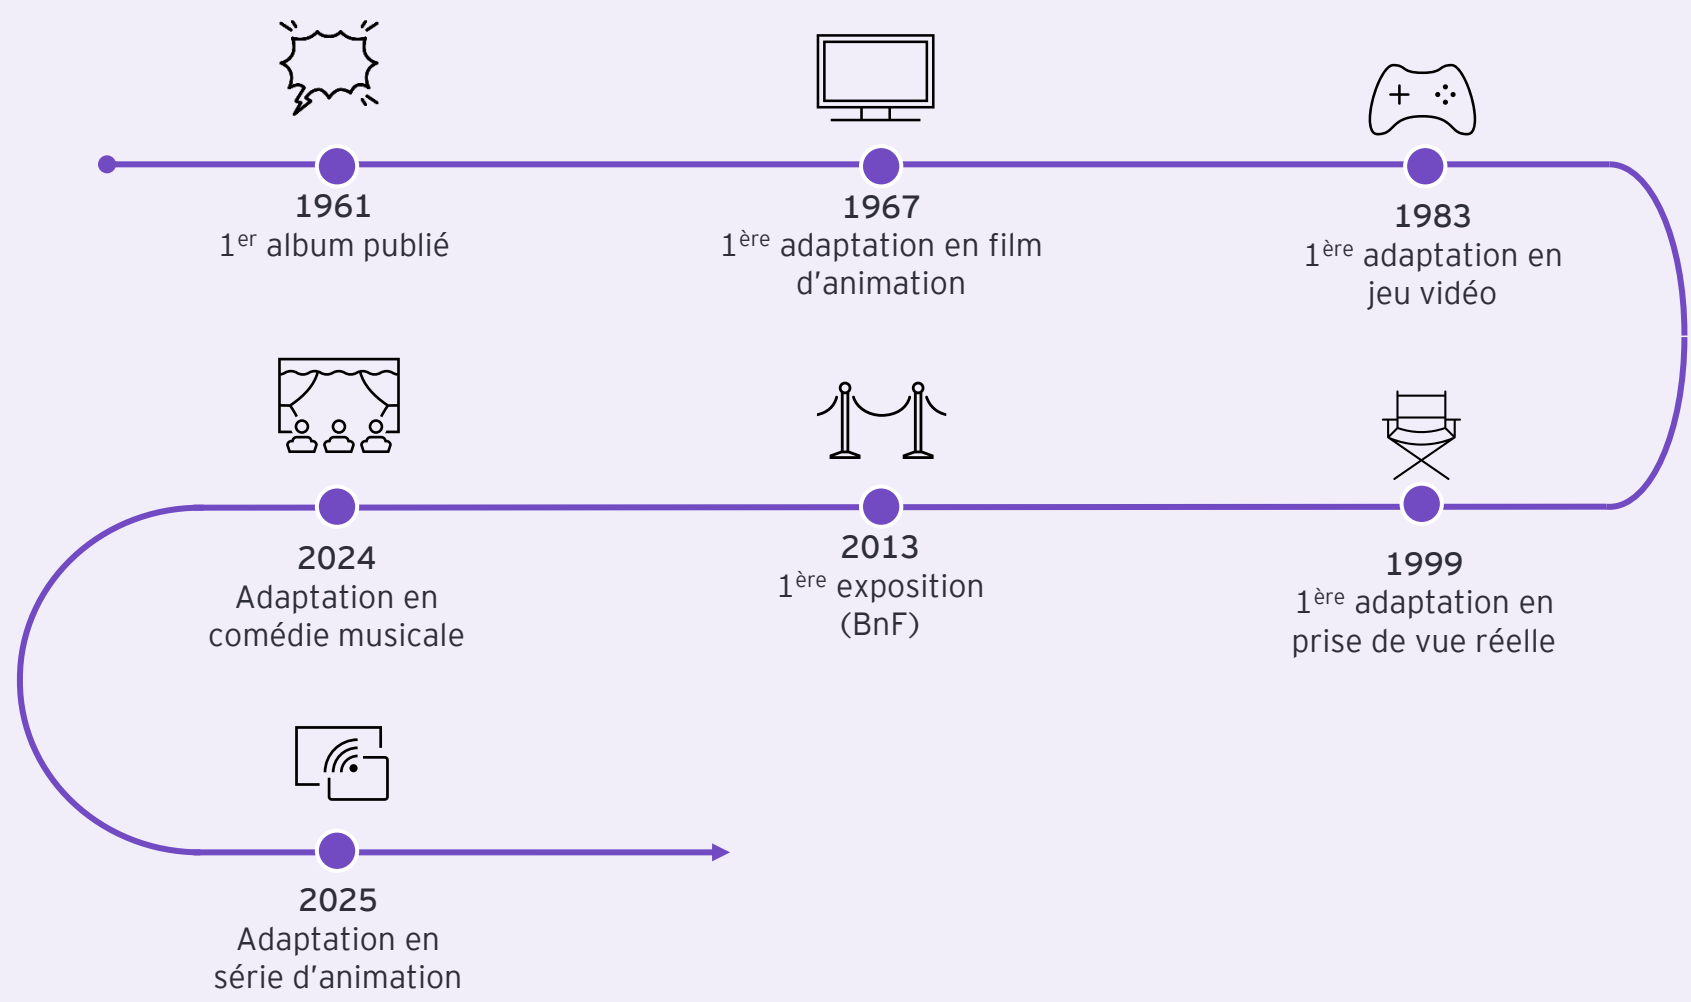 1961
1er album publié
1967
1ère adaptation en film
d’animation
1983
1ère adaptation en
jeu vidéo
1999
1ère adaptation en
prise de vue réelle
2013
1ère exposition
(BnF)
2024
Adaptation en
comédie musicale
2025
Adaptation en
série d’animation